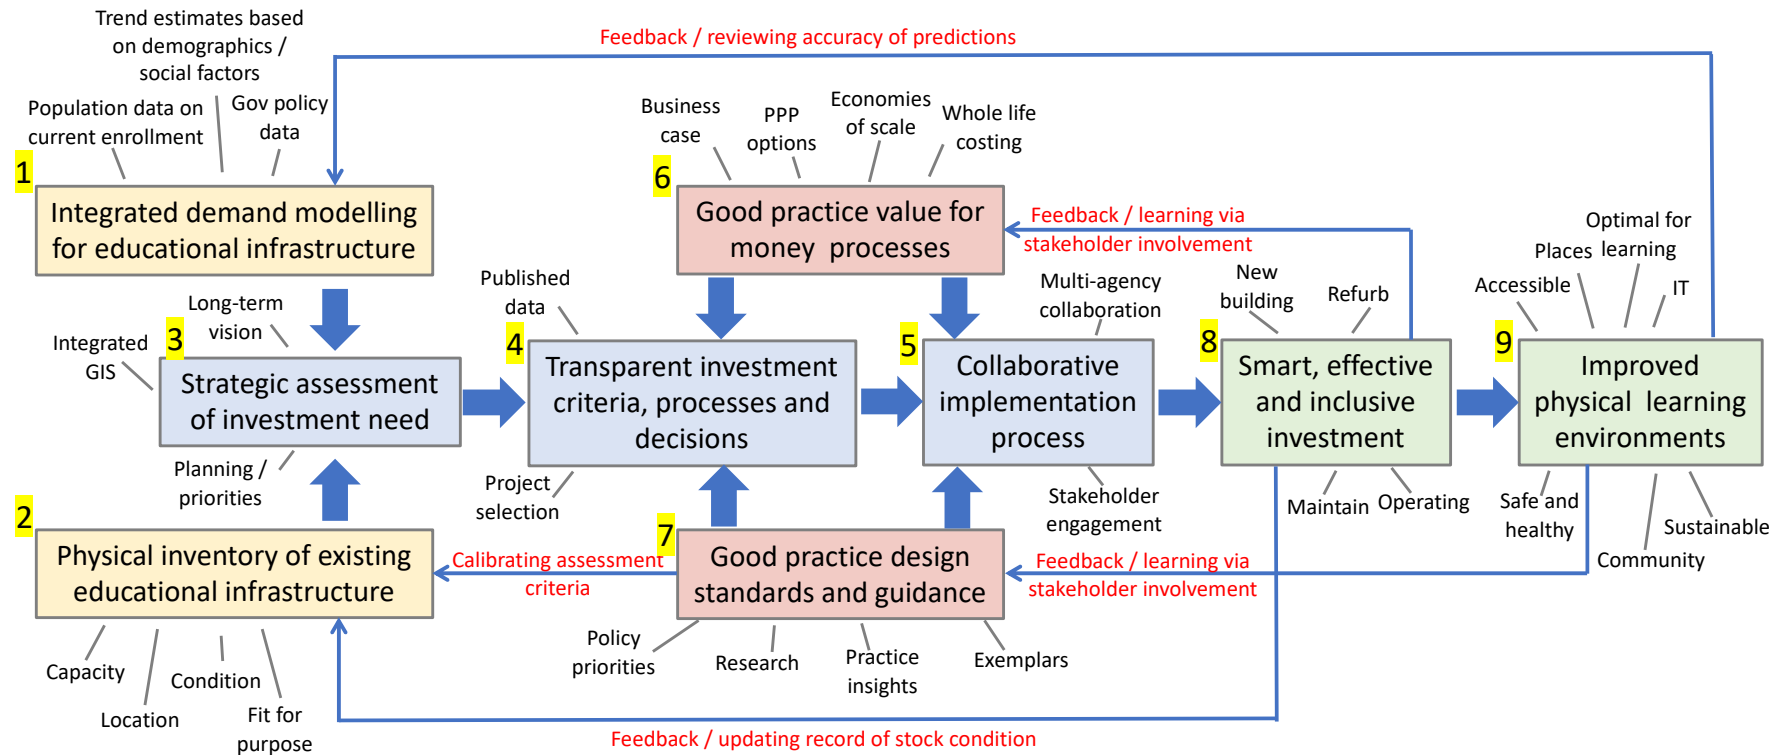 Trend estimates based
on demographics /
social factors
Population data on
current enrollment
Gov policy
data
1
Integrated demand modelling
for educational infrastructure
Feedback / reviewing accuracy of predictions
Business
case
PPP
options
Economies
of scale
Whole life
costing
6
Good practice value for
money processes
Feedback / learning via
stakeholder involvement
Long-term
vision
Integrated
GIS
3
Strategic assessment
of investment need
Planning /
priorities
Published
data
4
Transparent investment
criteria, processes and
decisions
Project
selection
Multi-agency
collaboration
5
Collaborative
implementation
process
Stakeholder
engagement
New
building
Refurb
8
Smart, effective
and inclusive
investment
Maintain
Operating
Accessible
Places
Optimal for
learning
IT
9
Improved
physical learning
environments
Safe and
healthy
Community
Sustainable
2
Physical inventory of existing
educational infrastructure
Capacity
Location
Condition
Fit for
purpose
Calibrating assessment
criteria
7
Good practice design
standards and guidance
Policy
priorities
Research
Practice
insights
Exemplars
Feedback / learning via
stakeholder involvement
Feedback / updating record of stock condition